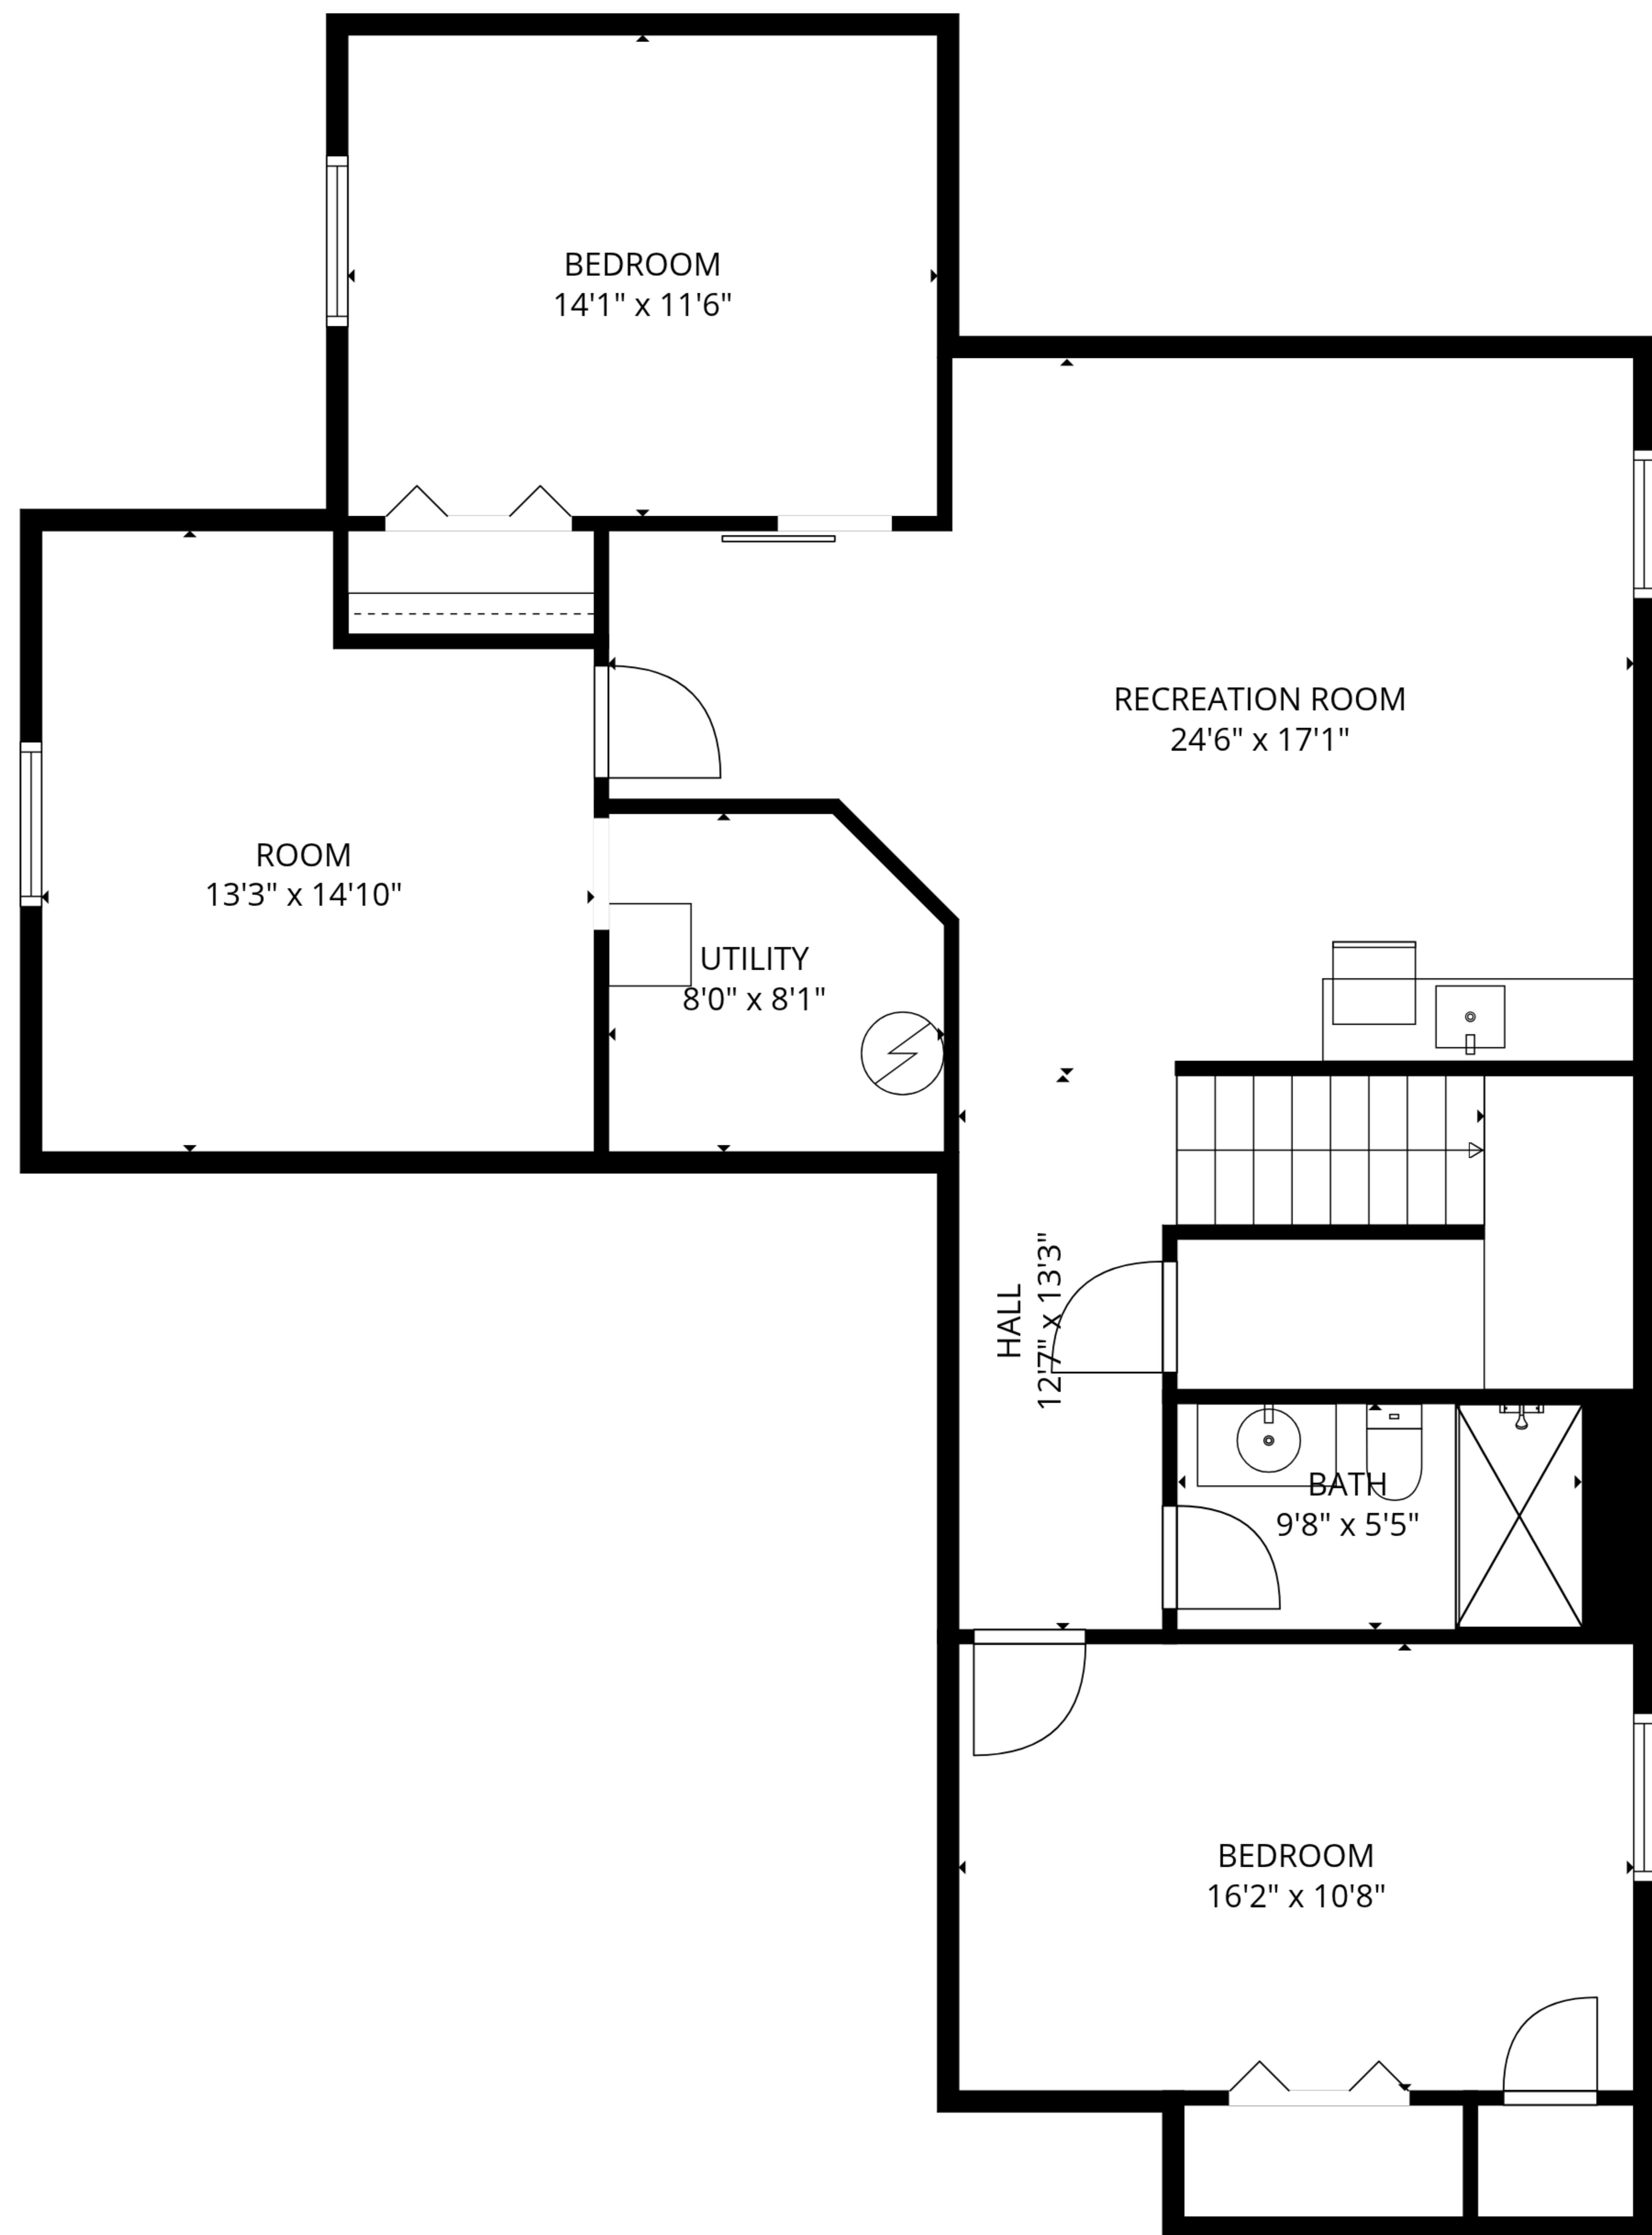 BEDROOM
14'1" x 11'6"
RECREATION ROOM
24'6" x 17'1"
ROOM
13'3" x 14'10"
UTILITY
8'0" x 8'1"
HALL
12'7" x 13'3"
BATH
9'8" x 5'5"
BEDROOM
16'2" x 10'8"